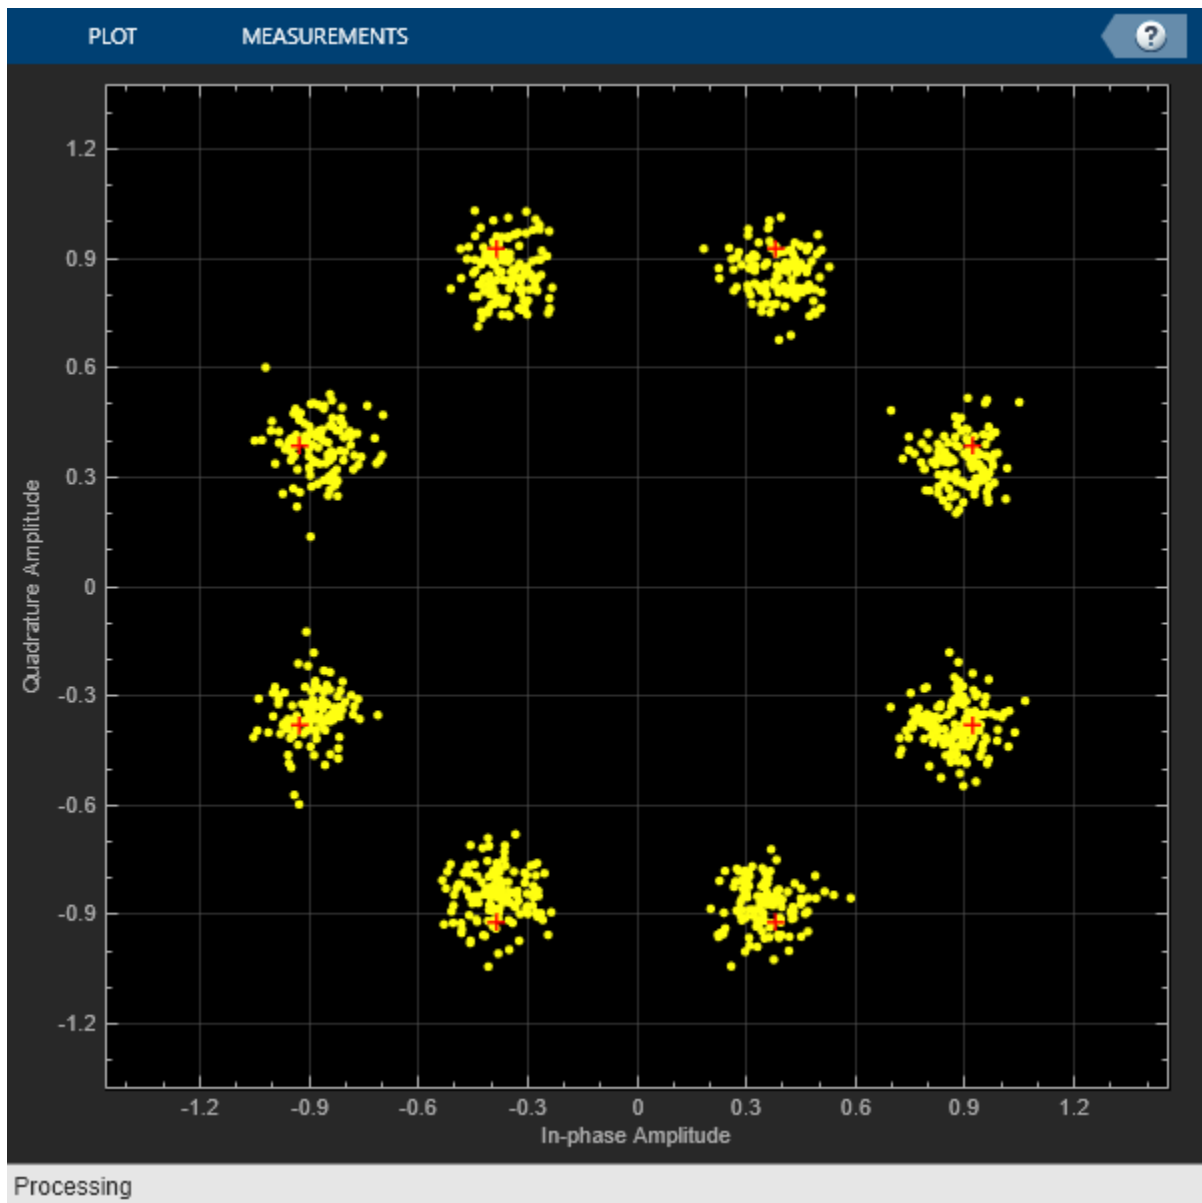 PLOT MEASUREMENTS ?
1.2
0.9
0.6
0.3
0
-0.3
-0.6
-0.9
-1.2
Quadrature Amplitude
-1.2 -0.9 -0.6 -0.3 0 0.3 0.6 0.9 1.2
In-phase Amplitude
Processing